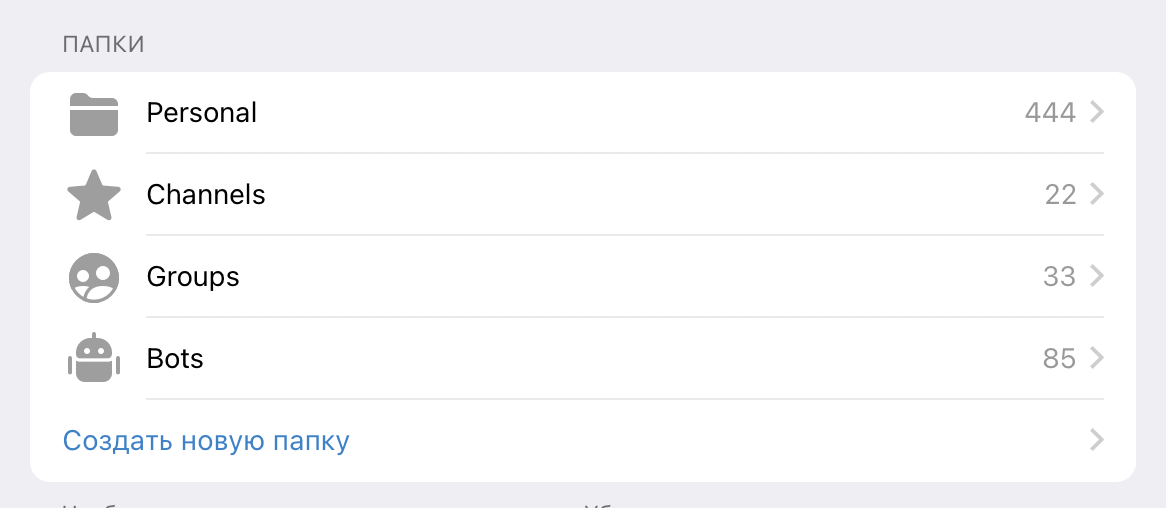 ПАПКИ
Personal 444
Channels 22
Groups 33
Bots 85
Создать новую папку